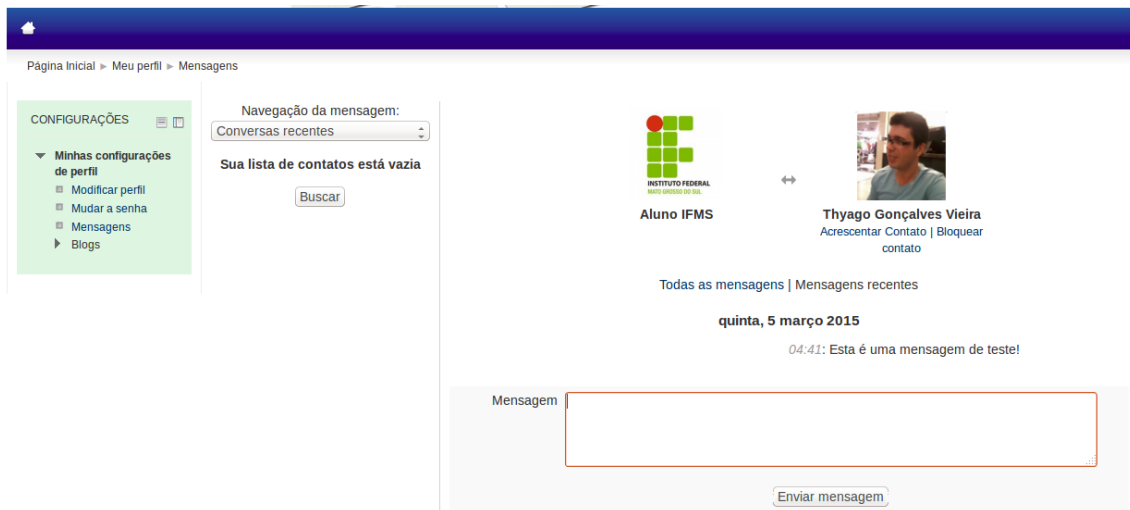 Página Inicial ► Meu perfil ► Mensagens
CONFIGURAÇÕES
Minhas configurações
de perfil
Modificar perfil
Mudar a senha
Mensagens
Blogs
Navegação da mensagem:
Conversas recentes
Sua lista de contatos está vazia
Buscar
INSTITUTO FEDERAL
MATO GROSSO DO SUL
Aluno IFMS
Thyago Gonçalves Vieira
Acrescentar Contato | Bloquear
contato
Todas as mensagens | Mensagens recentes
quinta, 5 março 2015
04:41: Esta é uma mensagem de teste!
Mensagem
Enviar mensagem